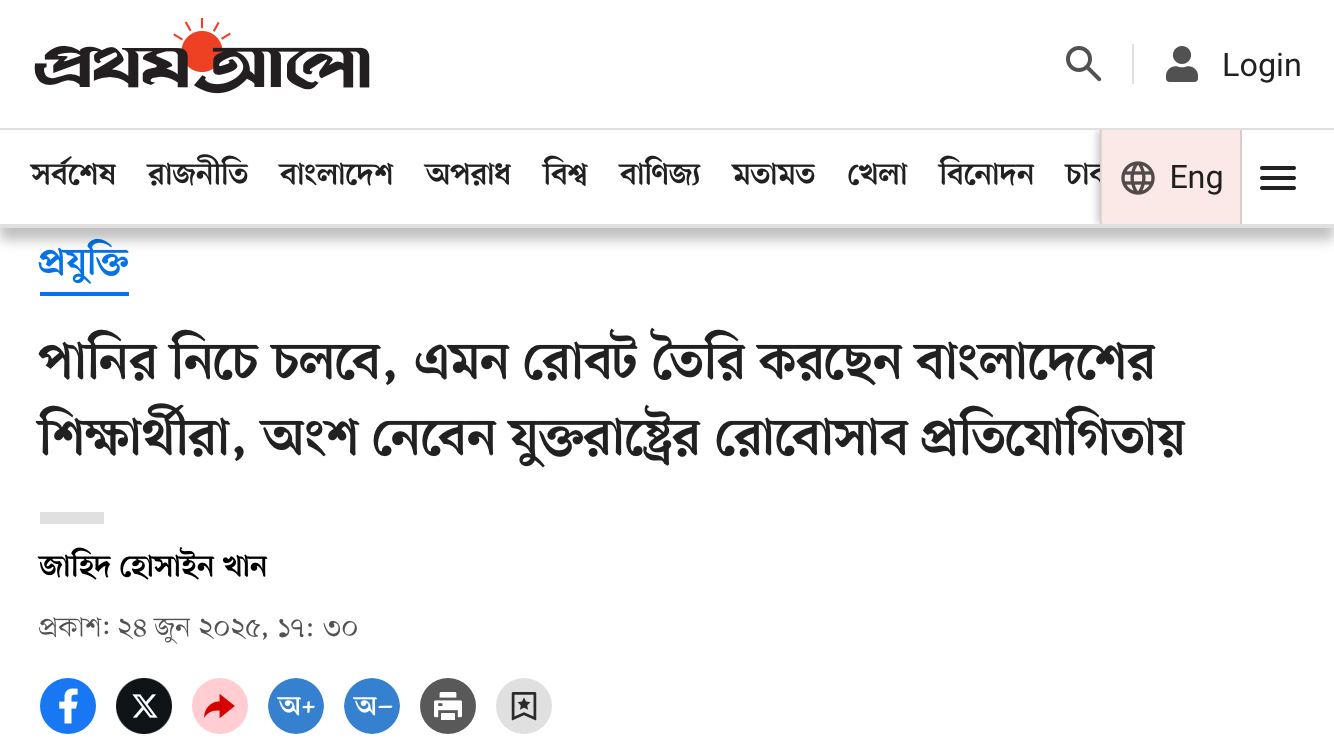 প্রথম আলো
Login
সর্বশেষ রাজনীতি বাংলাদেশ অপরাধ বিশ্ব বাণিজ্য মতামত খেলা বিনোদন Eng
প্রযুক্তি
পানির নিচে চলবে, এমন রোবট তৈরি করছেন বাংলাদেশের
শিক্ষার্থীরা, অংশ নেবেন যুক্তরাষ্ট্রের রোবোসাব প্রতিযোগিতায়
জাহিদ হোসাইন খান
প্রকাশ: ২৪ জুন ২০২৫, ১৭: ৩০
অ+ অ−